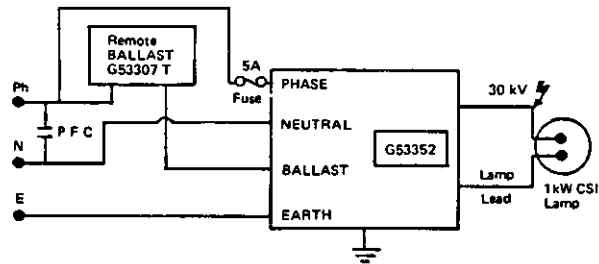 Remote
BALLAST
G53307 T
5A
Fuse
Ph
P F C
N
E
PHASE
NEUTRAL
BALLAST
EARTH
G53352
30 kV
Lamp
Lead
1kW CSI
Lamp